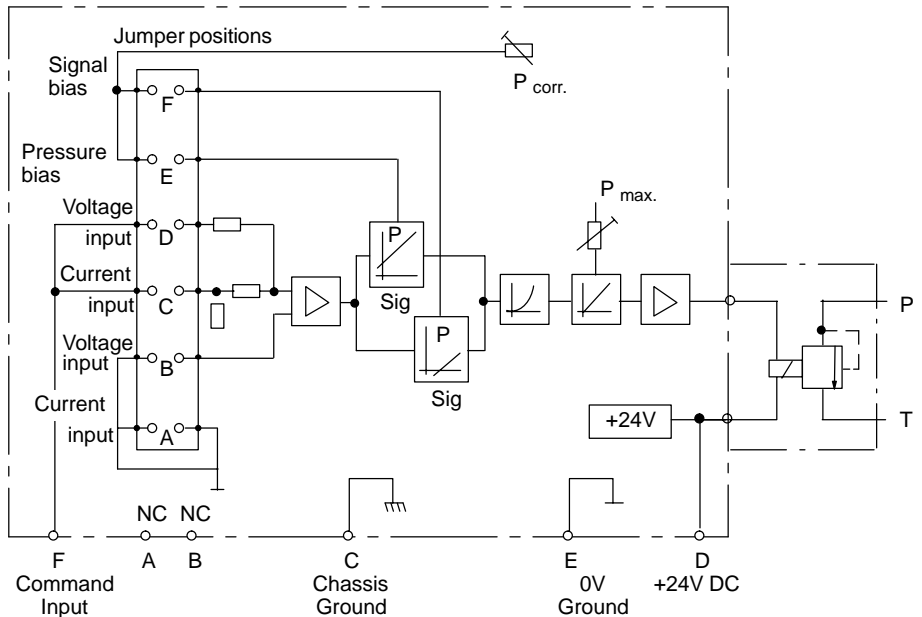 Jumper positions
Signal
bias
P corr.
F
Pressure
bias
E
P max.
Voltage
input
D
P
Current
input
C
Sig
P
Voltage
input
B
P
Sig
Current
input
A
+24V
T
NC NC
F A B C E D
Command
Input
Chassis
Ground
0V
Ground
+24V DC